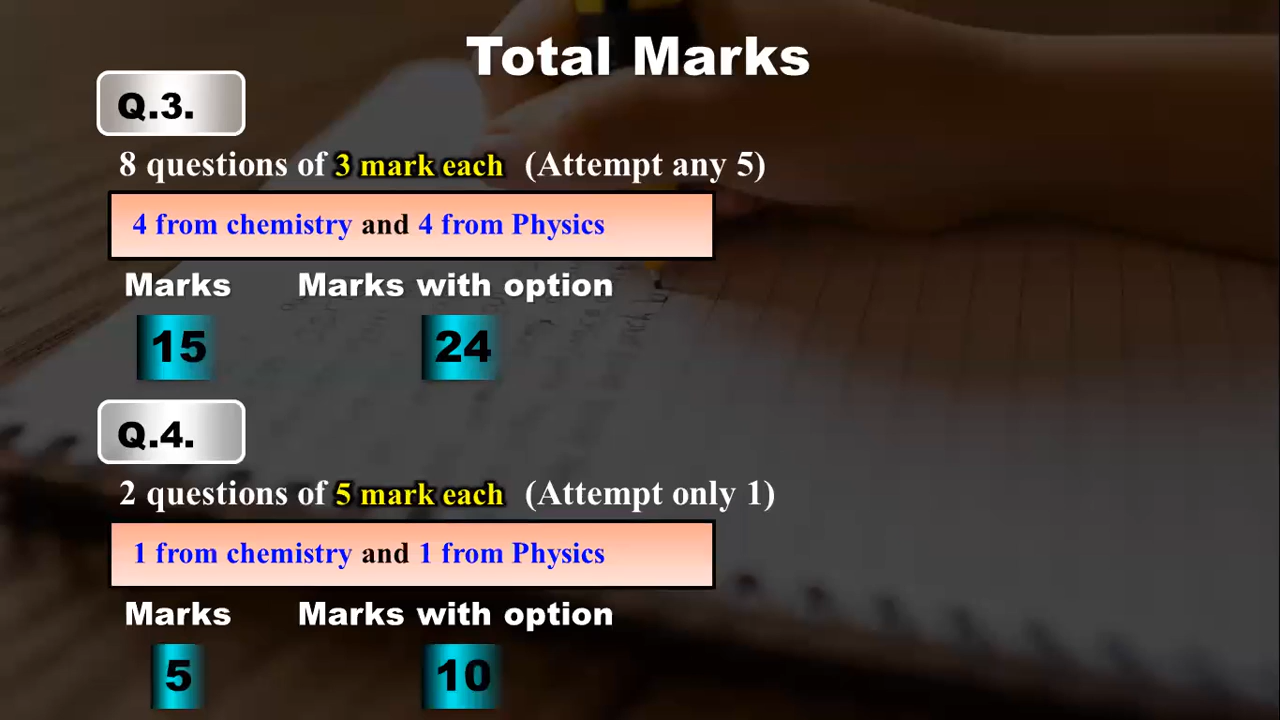 Total Marks
Q.3.
8 questions of 3 mark each (Attempt any 5)
4 from chemistry and 4 from Physics
Marks Marks with option
15 24
Q.4.
2 questions of 5 mark each (Attempt only 1)
1 from chemistry and 1 from Physics
Marks Marks with option
5 10